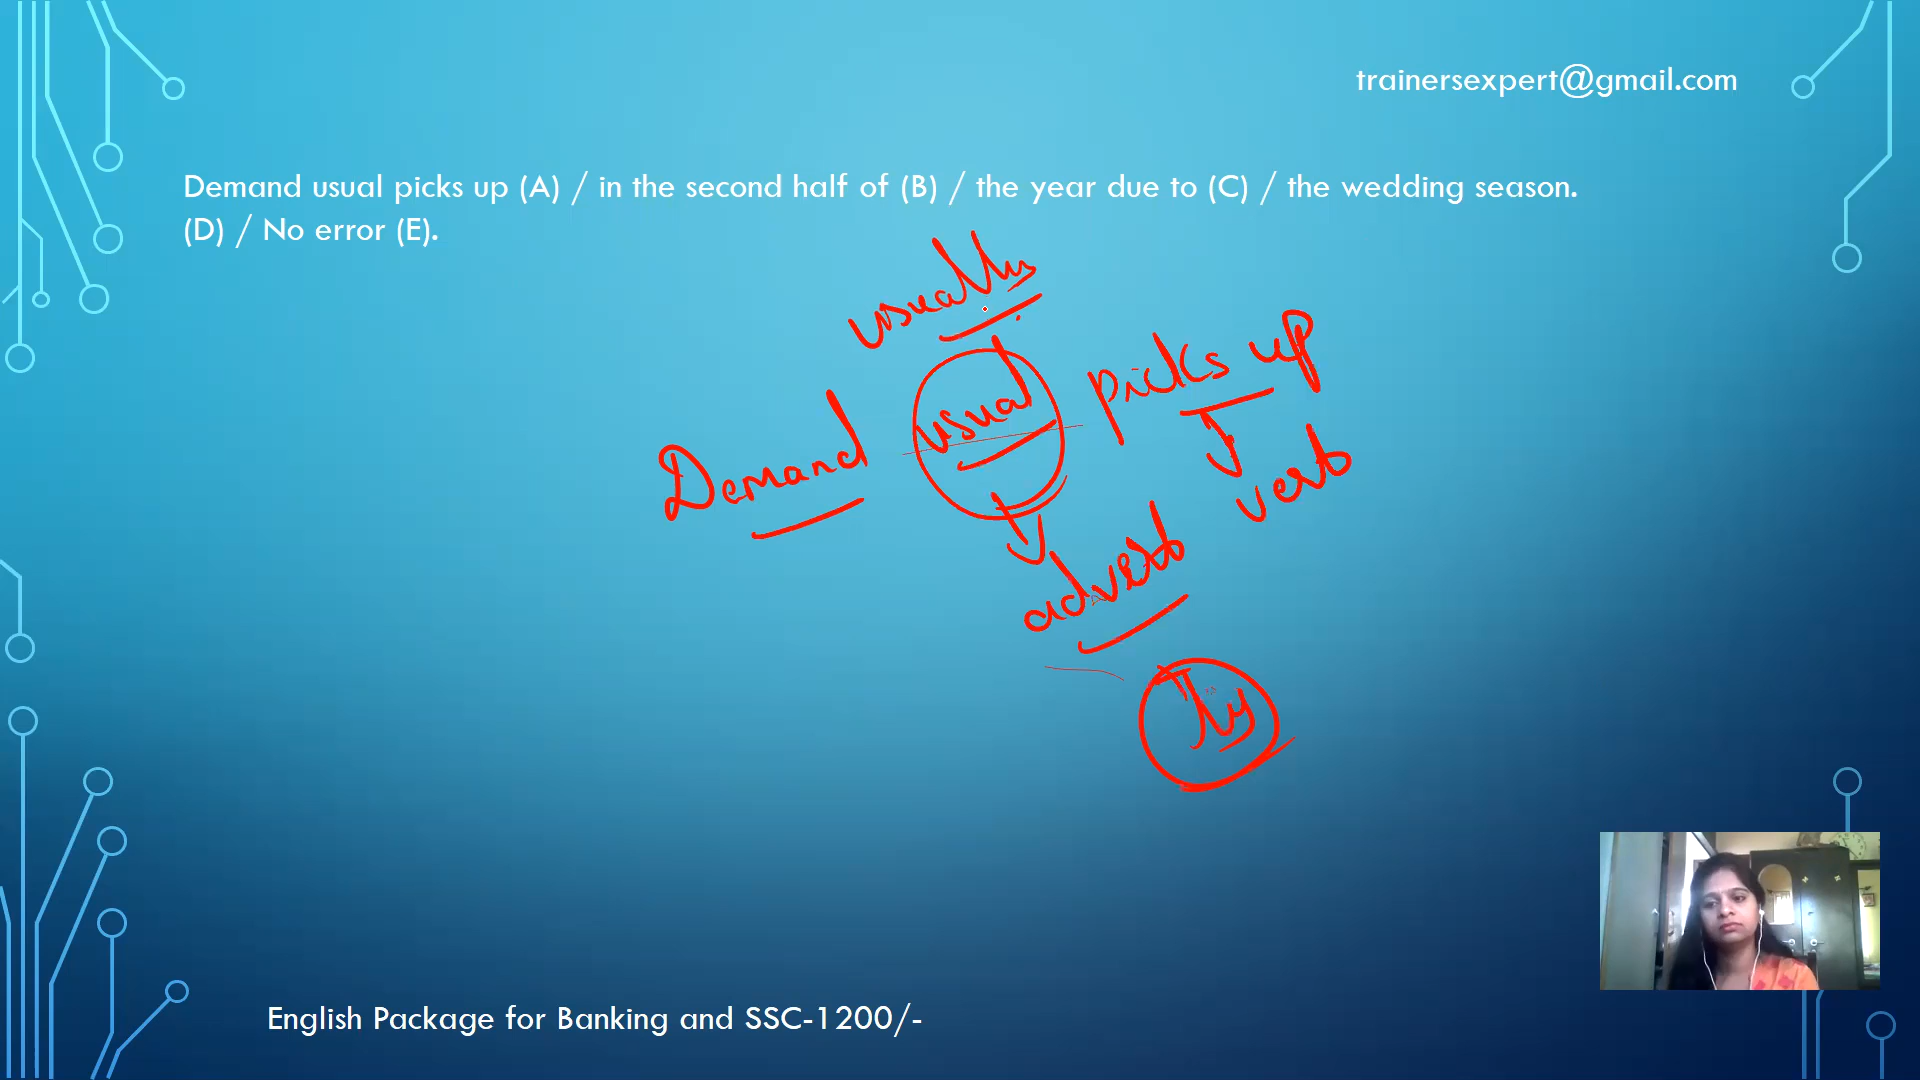 trainersexpert@gmail.com
Demand usual picks up (A) / in the second half of (B) / the year due to (C) / the wedding season.
(D) / No error (E).
usually
Demand usual picks up
verb
adverb
ly
English Package for Banking and SSC-1200/-